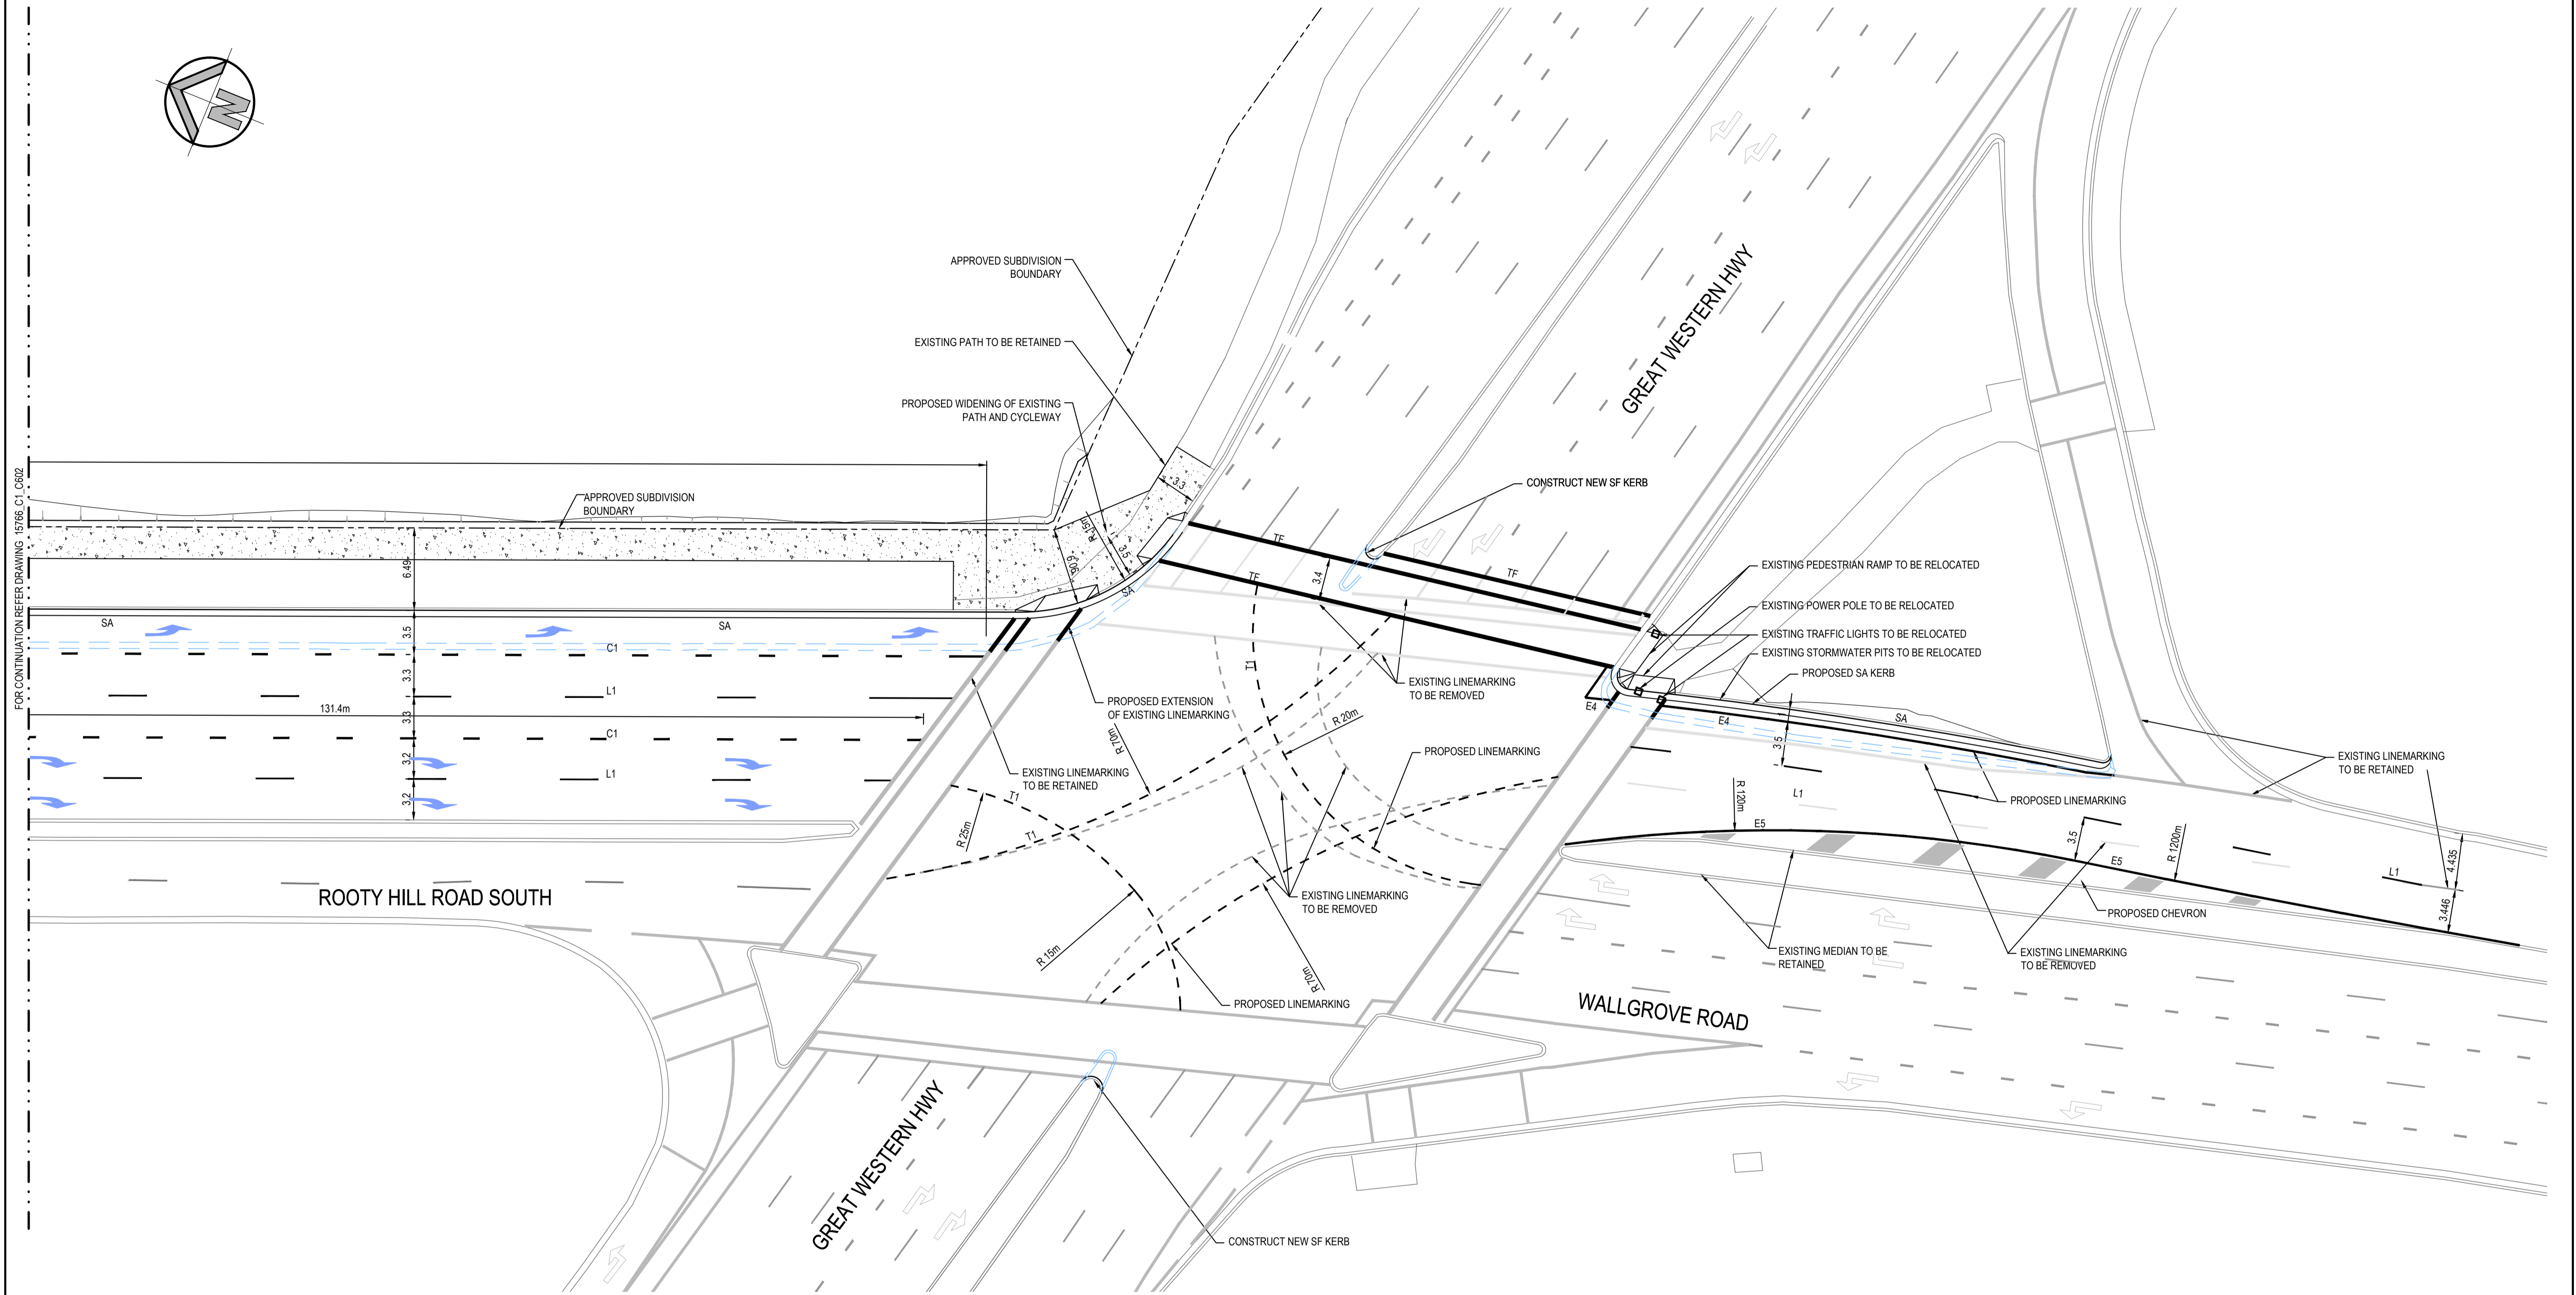 N
FOR CONTINUATION REFER DRAWING 15766_C1_C602
APPROVED SUBDIVISION
BOUNDARY
EXISTING PATH TO BE RETAINED
PROPOSED WIDENING OF EXISTING
PATH AND CYCLEWAY
APPROVED SUBDIVISION
BOUNDARY
GREAT WESTERN HWY
CONSTRUCT NEW SF KERB
3.3
R 15m
3.5
6.06
6.49
SA
SA
SA
3.5
C1
3.3
L1
131.4m
3.3
C1
3.2
L1
3.2
TF
TF
TF
3.4
T1
EXISTING PEDESTRIAN RAMP TO BE RELOCATED
EXISTING POWER POLE TO BE RELOCATED
EXISTING TRAFFIC LIGHTS TO BE RELOCATED
EXISTING STORMWATER PITS TO BE RELOCATED
PROPOSED SA KERB
EXISTING LINEMARKING
TO BE REMOVED
PROPOSED EXTENSION
OF EXISTING LINEMARKING
R 20m
R 70m
E4
E4
SA
3.5
PROPOSED LINEMARKING
EXISTING LINEMARKING
TO BE RETAINED
EXISTING LINEMARKING
TO BE RETAINED
T1
R 25m
T1
R 120m
L1
PROPOSED LINEMARKING
E5
3.5
R 1200m
E5
L1
4.435
3.446
ROOTY HILL ROAD SOUTH
EXISTING LINEMARKING
TO BE REMOVED
PROPOSED CHEVRON
EXISTING MEDIAN TO BE
RETAINED
EXISTING LINEMARKING
TO BE REMOVED
R 15m
R 70m
PROPOSED LINEMARKING
WALLGROVE ROAD
GREAT WESTERN HWY
CONSTRUCT NEW SF KERB